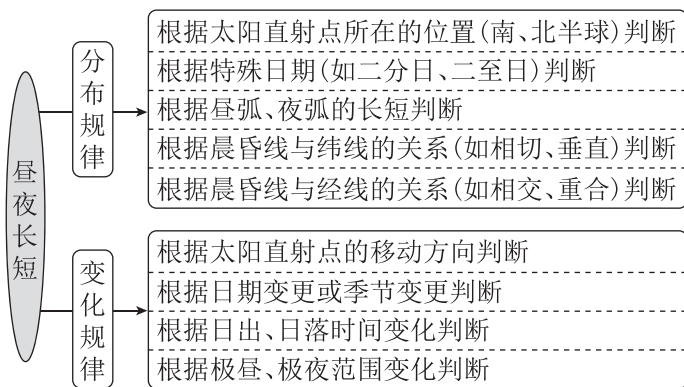 昼夜长短
分布规律
根据太阳直射点所在的位置(南、北半球)判断
根据特殊日期(如二分日、二至日)判断
根据昼弧、夜弧的长短判断
根据晨昏线与纬线的关系(如相切、垂直)判断
根据晨昏线与经线的关系(如相交、重合)判断
变化规律
根据太阳直射点的移动方向判断
根据日期变更或季节变更判断
根据日出、日落时间变化判断
根据极昼、极夜范围变化判断